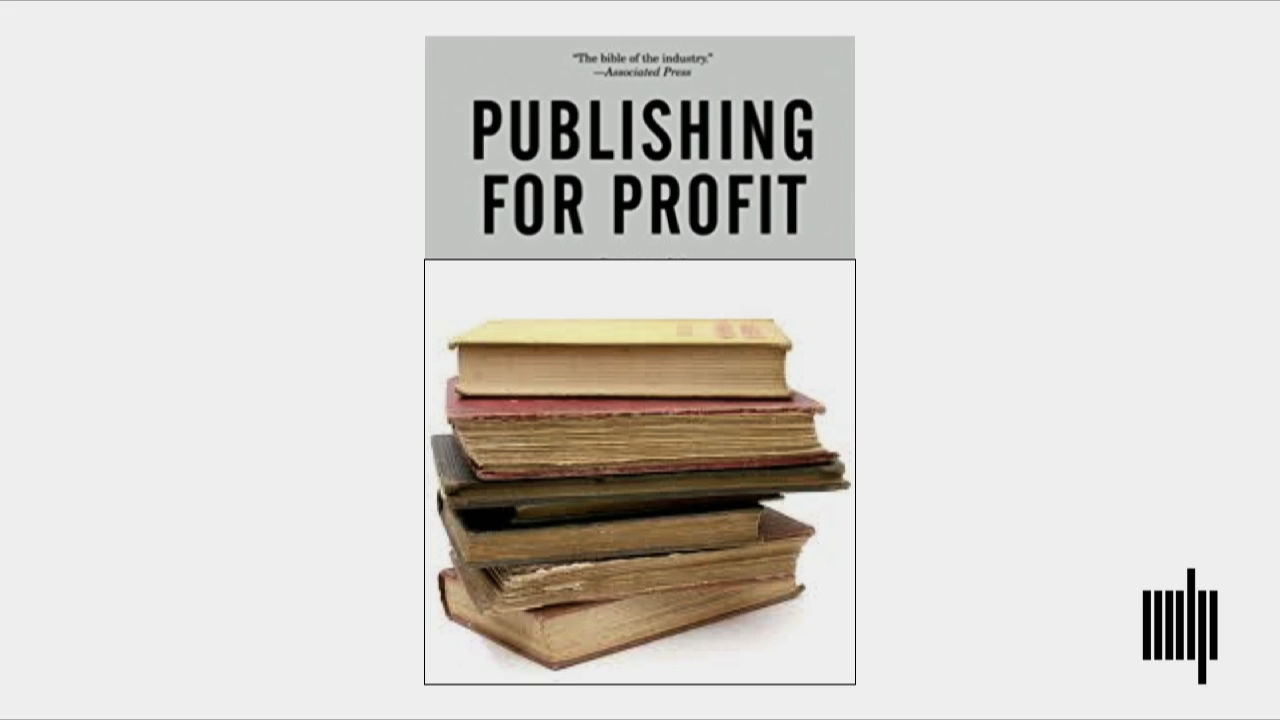 "The bible of the industry."
—Associated Press
PUBLISHING
FOR PROFIT